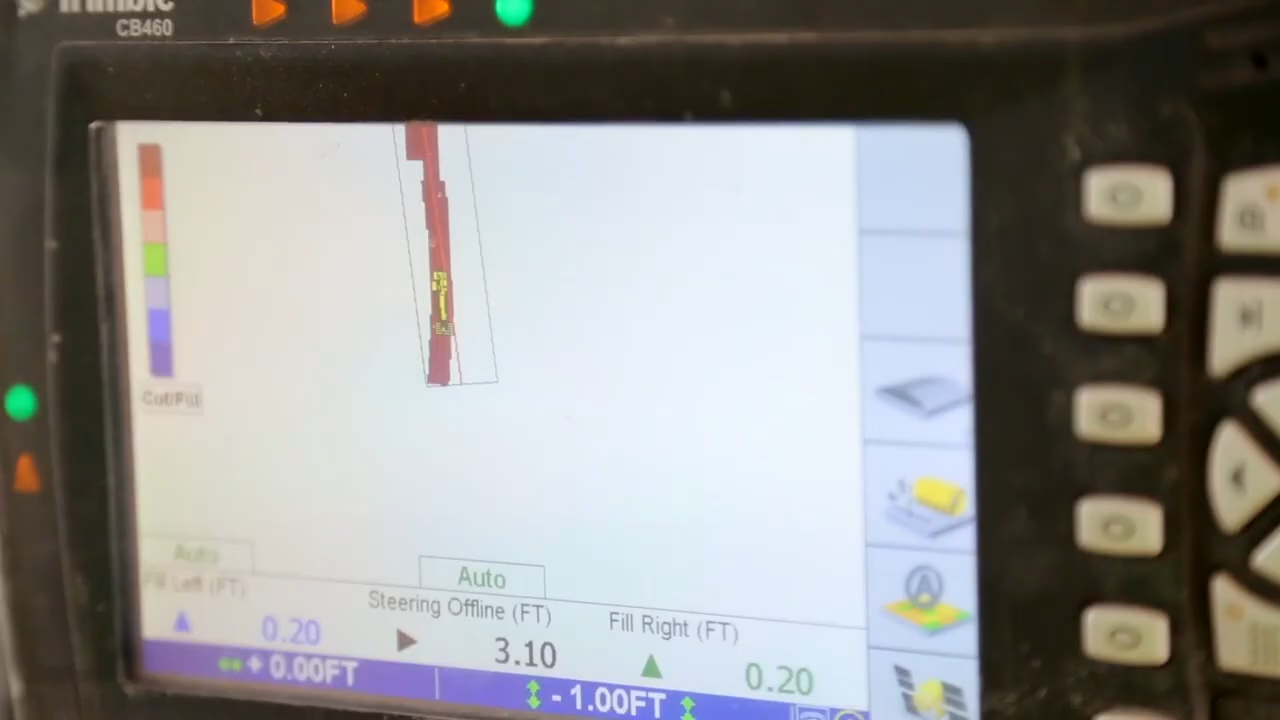 Trimble
CB460
Cut/Fill
Auto
Auto
Fill Left (FT)
Steering Offline (FT)
Fill Right (FT)
0.20
3.10
0.20
+ 0.00FT
- 1.00FT